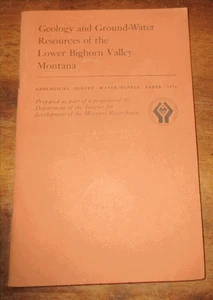 Geology and Ground-Water
Resources of the
Lower Bighorn Valley
Montana
GEOLOGICAL SURVEY WATER-SUPPLY PAPER
Prepared as part of a program of the
Department of the Interior for
development of the Missouri River basin